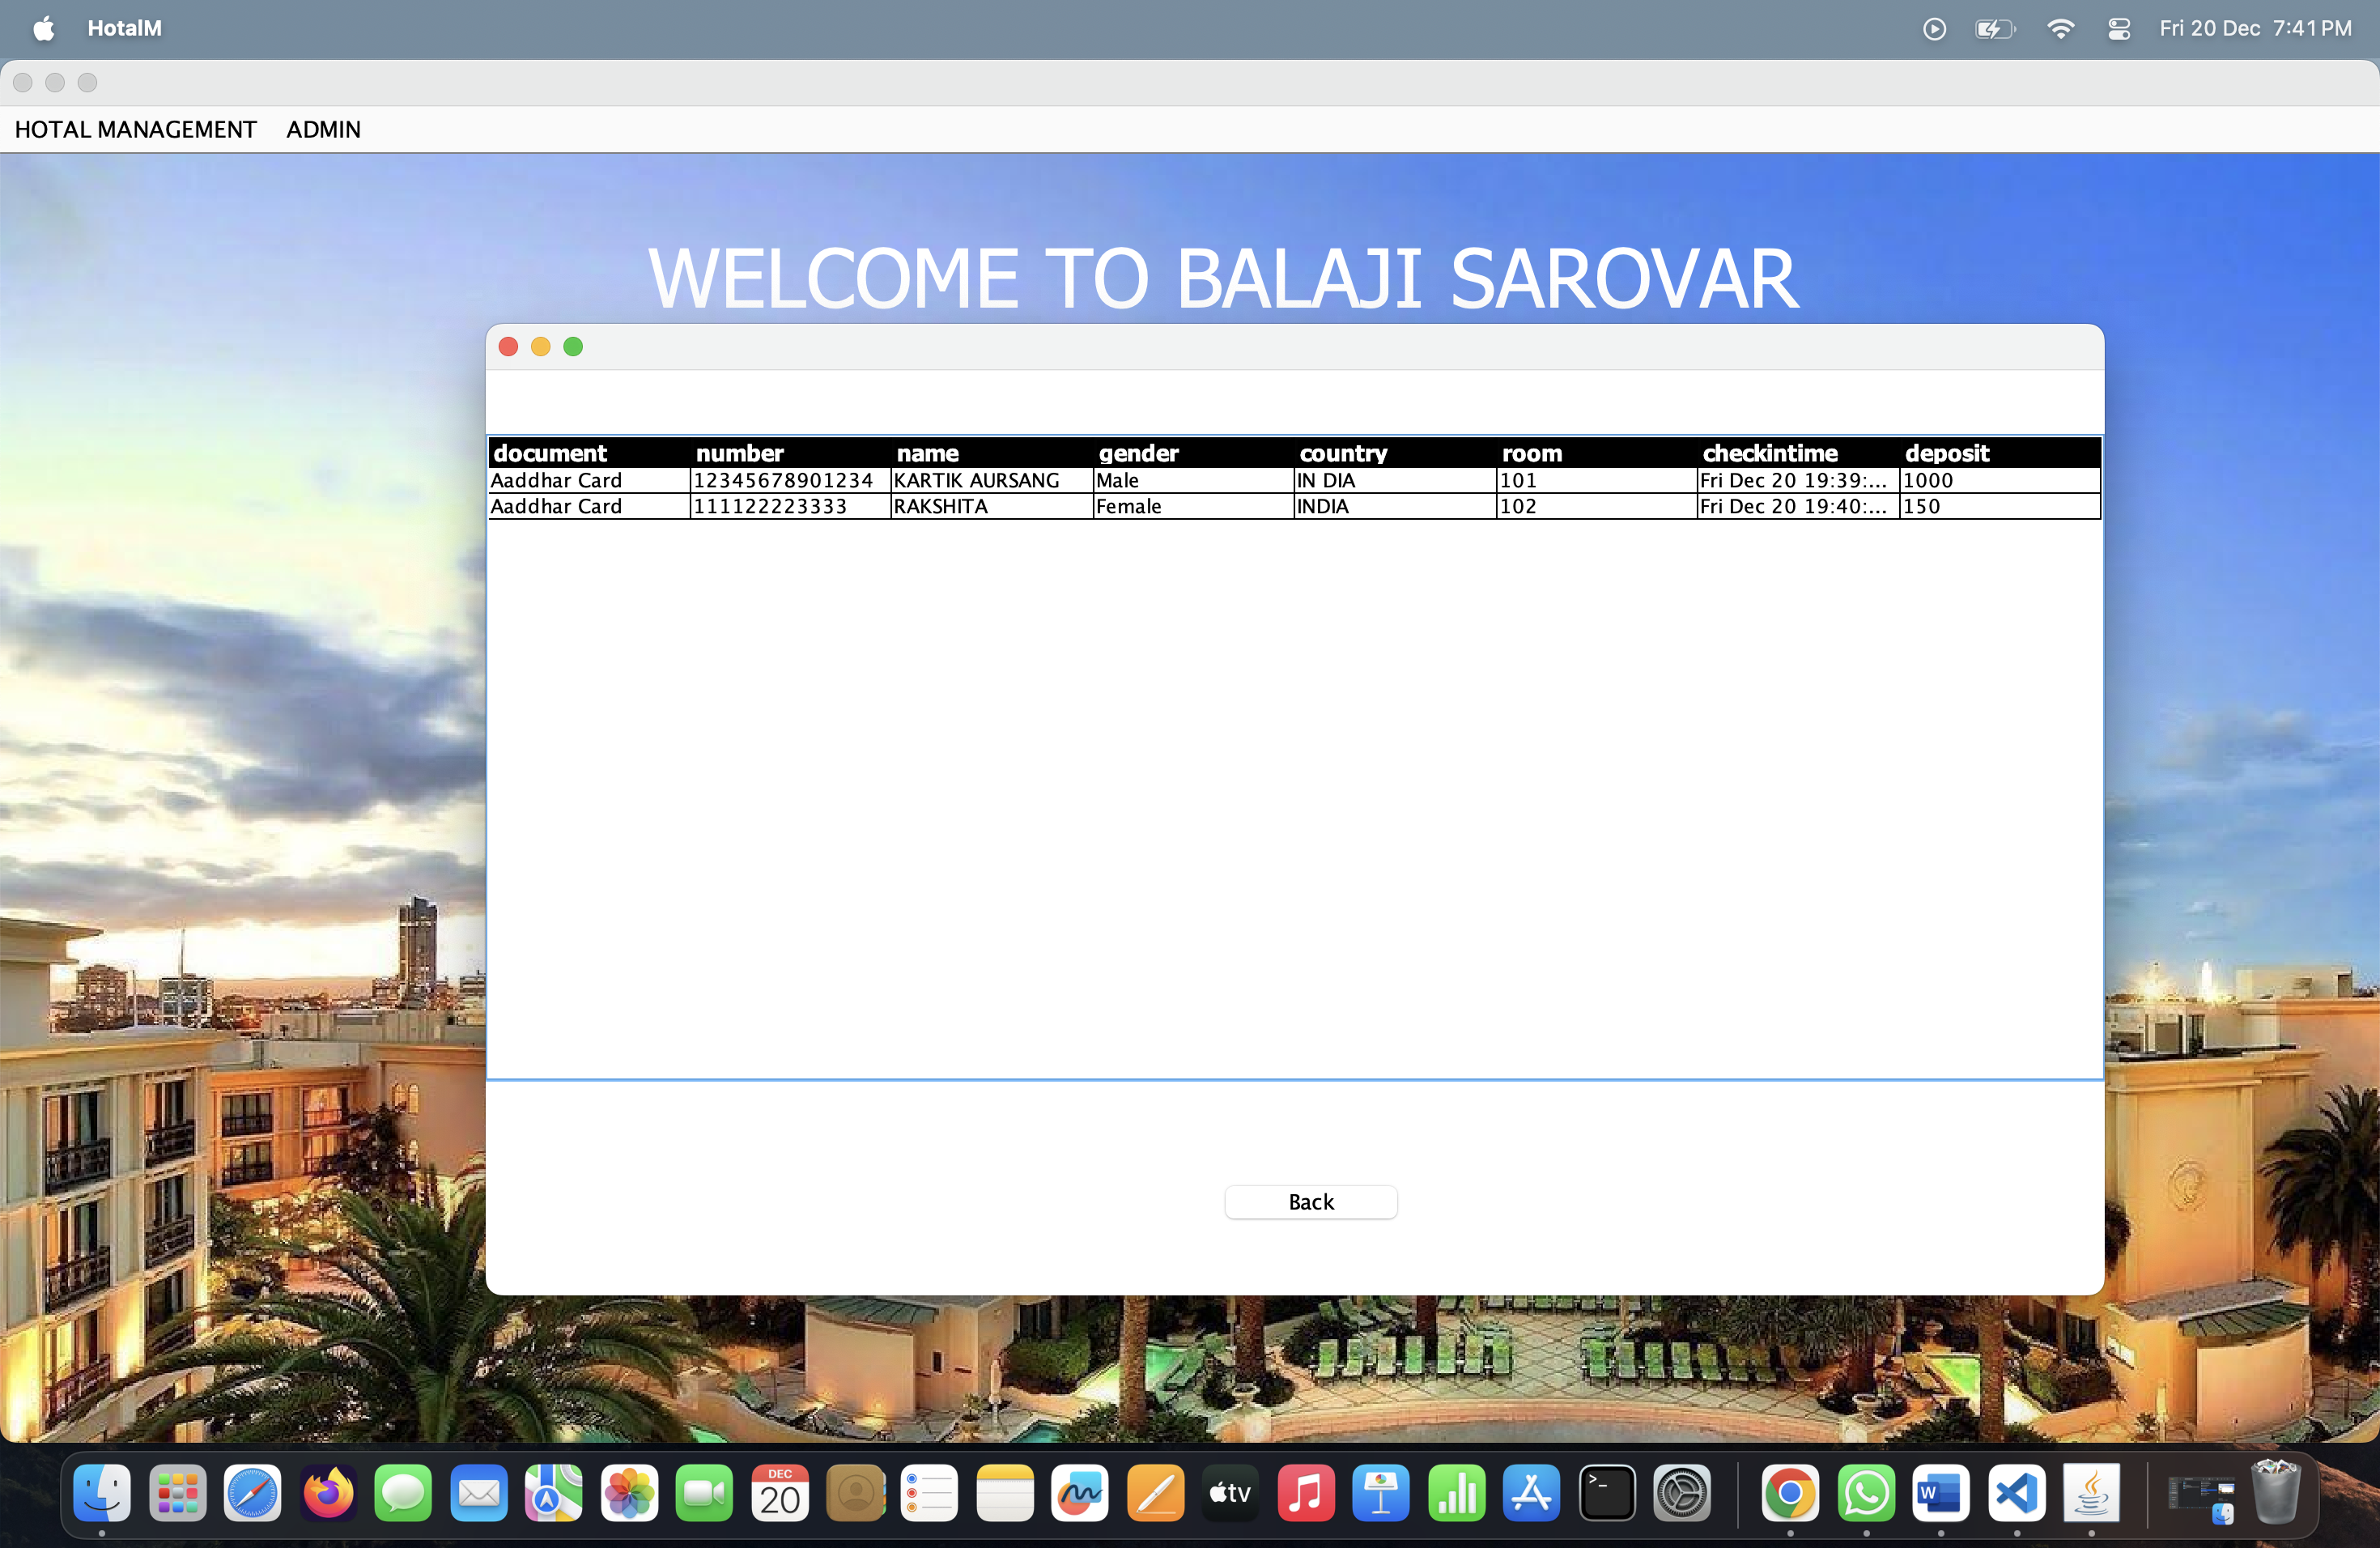 HotalM Fri 20 Dec 7:41 PM
HOTAL MANAGEMENT ADMIN
WELCOME TO BALAJI SAROVAR
document number name gender country room checkintime deposit
Aaddhar Card 12345678901234 KARTIK AURSANG Male IN DIA 101 Fri Dec 20 19:39:... 1000
Aaddhar Card 111122223333 RAKSHITA Female INDIA 102 Fri Dec 20 19:40:... 150
Back
DEC
20
tv
>_
W